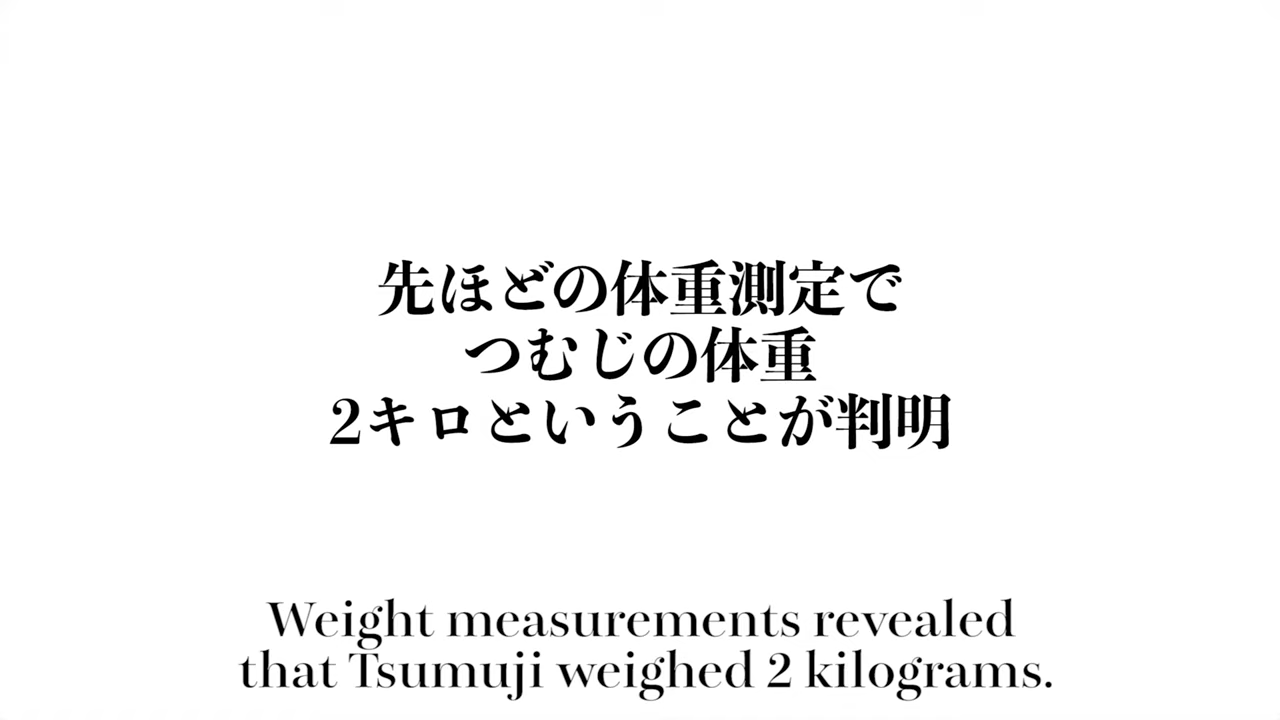 先ほどの体重測定で
つむじの体重
2キロということが判明
Weight measurements revealed
that Tsumuji weighed 2 kilograms.